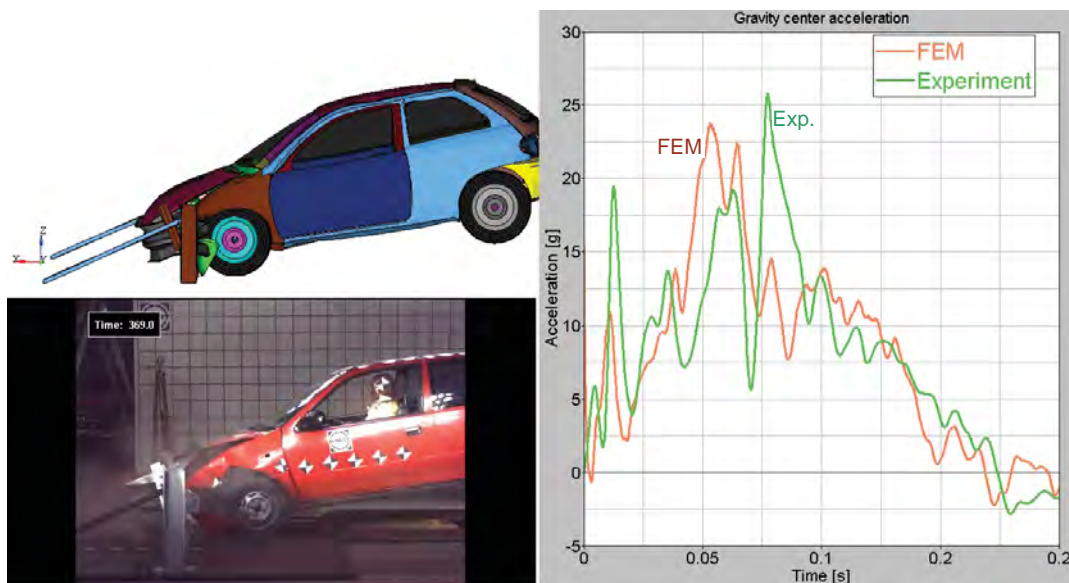 Z
X
Y
Time: 369.0
Gravity center acceleration
FEM
Experiment
FEM
Exp.
Acceleration [g]
30
25
20
15
10
5
0
-5
0
0.05
0.1
0.2
0.2
Time [s]